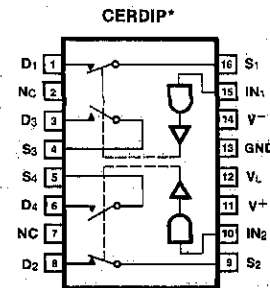 CERDIP*
D1 1 16 S1
NC 2 15 IN1
D3 3 14 V−
S3 4 13 GND
S4 5 12 VL
D4 6 11 V+
NC 7 10 IN2
D2 8 9 S2